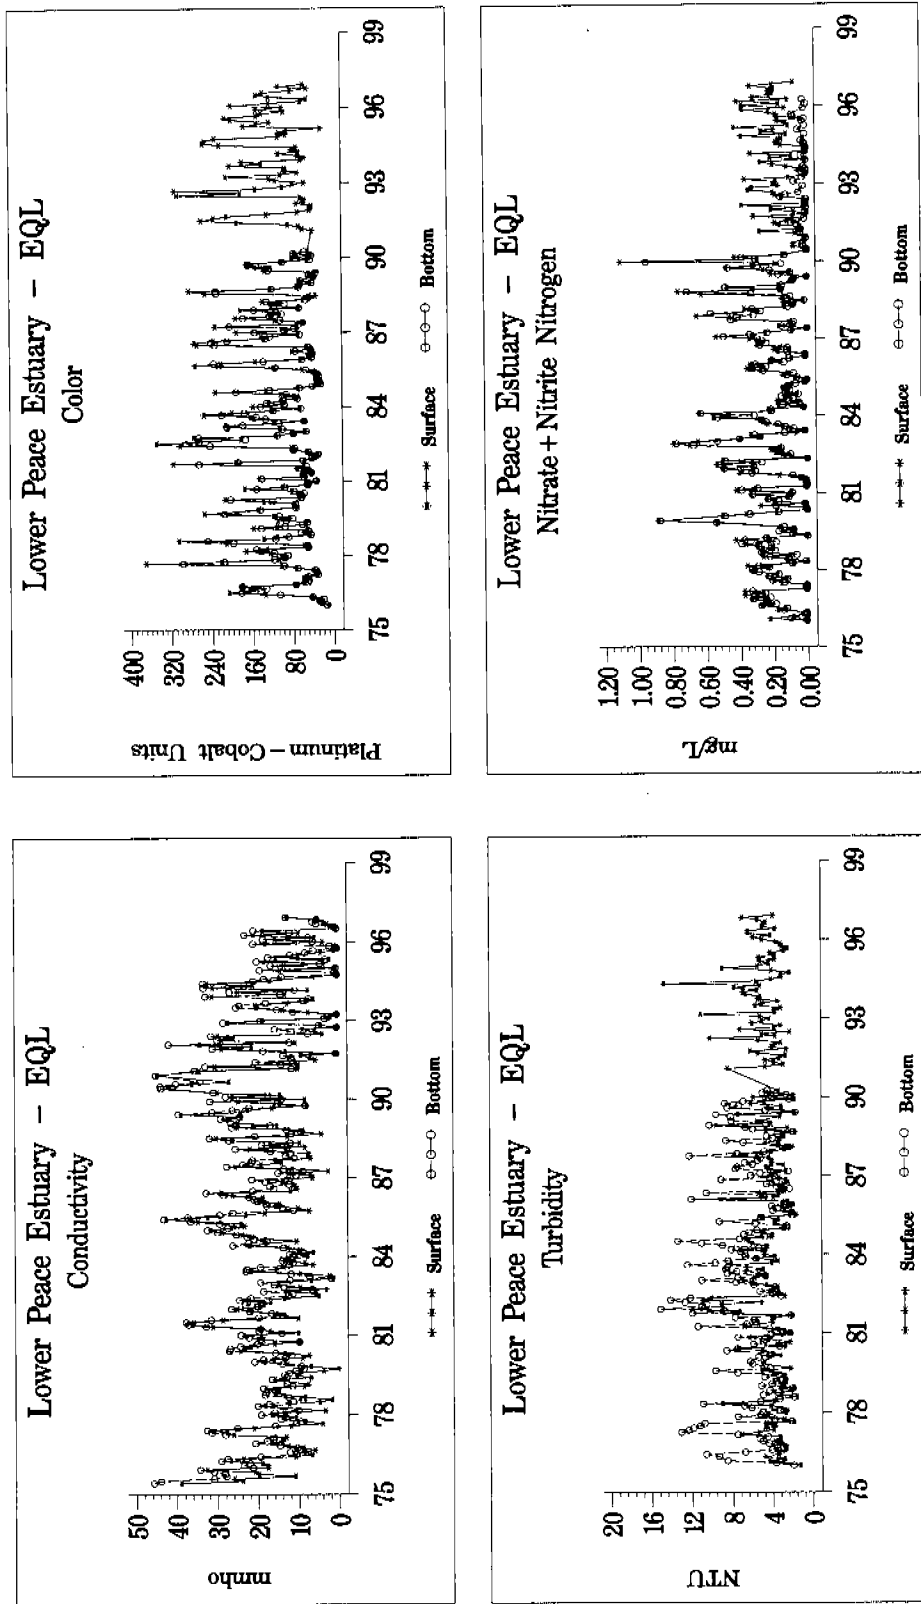 Lower Peace Estuary – EQL
Conductivity
mmho
50
40
30
20
10
0
75 78 81 84 87 90 93 96 99
Surface Bottom
Lower Peace Estuary – EQL
Color
Platinum–Cobalt Units
400
320
240
160
80
0
75 78 81 84 87 90 93 96 99
Surface Bottom
Lower Peace Estuary – EQL
Turbidity
NTU
20
16
12
8
4
0
75 78 81 84 87 90 93 96 99
Surface Bottom
Lower Peace Estuary – EQL
Nitrate+Nitrite Nitrogen
mg/L
1.20
1.00
0.80
0.60
0.40
0.20
0.00
75 78 81 84 87 90 93 96 99
Surface Bottom